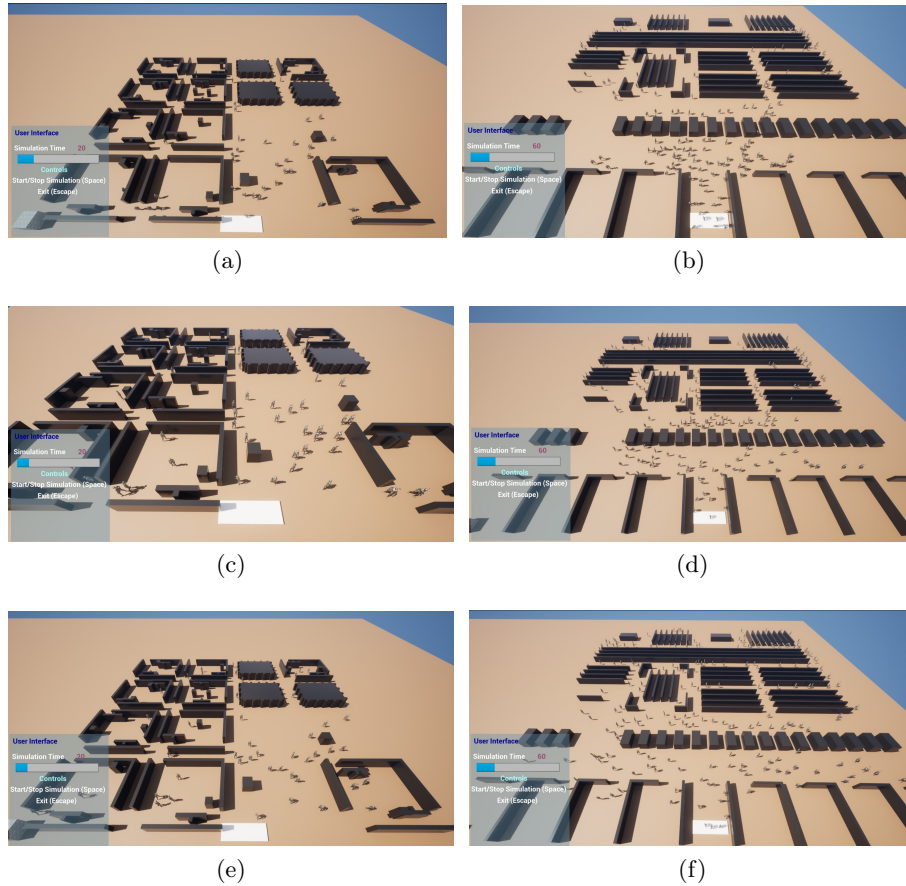 User Interface
Simulation Time 20
Controls
Start/Stop Simulation (Space)
Exit (Escape)
(a)
User Interface
Simulation Time 60
Controls
Start/Stop Simulation (Space)
Exit (Escape)
(b)
User Interface
Simulation Time 20
Controls
Start/Stop Simulation (Space)
Exit (Escape)
(c)
User Interface
Simulation Time 60
Controls
Start/Stop Simulation (Space)
Exit (Escape)
(d)
User Interface
Simulation Time 20
Controls
Start/Stop Simulation (Space)
Exit (Escape)
(e)
User Interface
Simulation Time 60
Controls
Start/Stop Simulation (Space)
Exit (Escape)
(f)